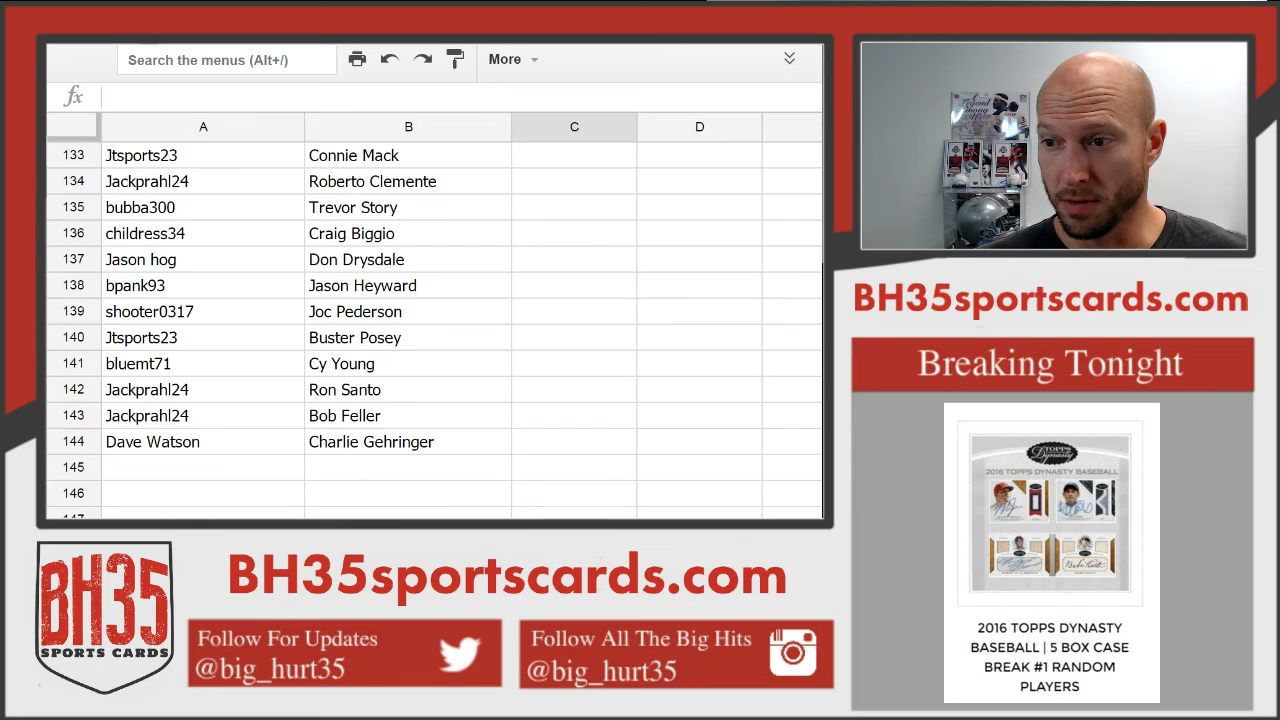 Search the menus (Alt+/)
More
fx
A B C D
133 Jtsports23 Connie Mack
134 Jackprahl24 Roberto Clemente
135 bubba300 Trevor Story
136 childress34 Craig Biggio
137 Jason hog Don Drysdale
138 bpank93 Jason Heyward
139 shooter0317 Joc Pederson
140 Jtsports23 Buster Posey
141 bluemt71 Cy Young
142 Jackprahl24 Ron Santo
143 Jackprahl24 Bob Feller
144 Dave Watson Charlie Gehringer
145
146
BH35sportscards.com
Breaking Tonight
TOPPS
Dynasty
2016 TOPPS DYNASTY BASEBALL
2016 TOPPS DYNASTY
BASEBALL | 5 BOX CASE
BREAK #1 RANDOM
PLAYERS
BH35
SPORTS CARDS
BH35sportscards.com
Follow For Updates
@big_hurt35
Follow All The Big Hits
@big_hurt35